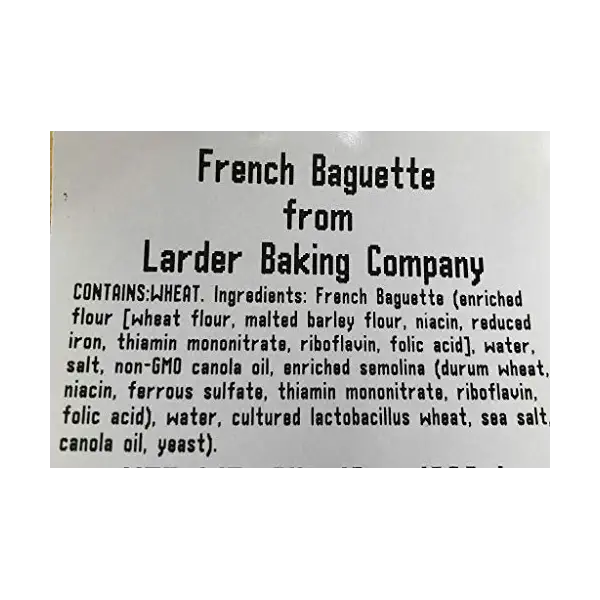 French Baguette
from
Larder Baking Company
CONTAINS:WHEAT. Ingredients: French Baguette (enriched
flour [wheat flour, malted barley flour, niacin, reduced
iron, thiamin mononitrate, riboflavin, folic acid], water,
salt, non-GMO canola oil, enriched semolina (durum wheat,
niacin, ferrous sulfate, thiamin mononitrate, riboflavin,
folic acid), water, cultured lactobacillus wheat, sea salt,
canola oil, yeast).